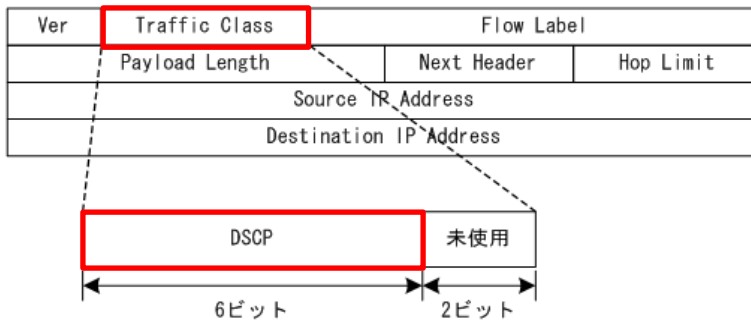 Ver Traffic Class Flow Label
Payload Length Next Header Hop Limit
Source IP Address
Destination IP Address
DSCP 未使用
6ビット 2ビット